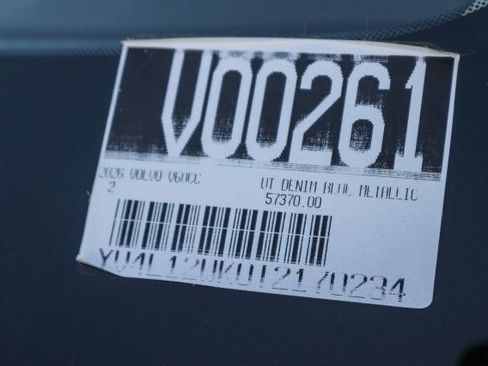 V00261
2026 VOLVO V60CC UT DENIM BLUE METALLIC
2 57370.00
YV4L12UK0T2170234